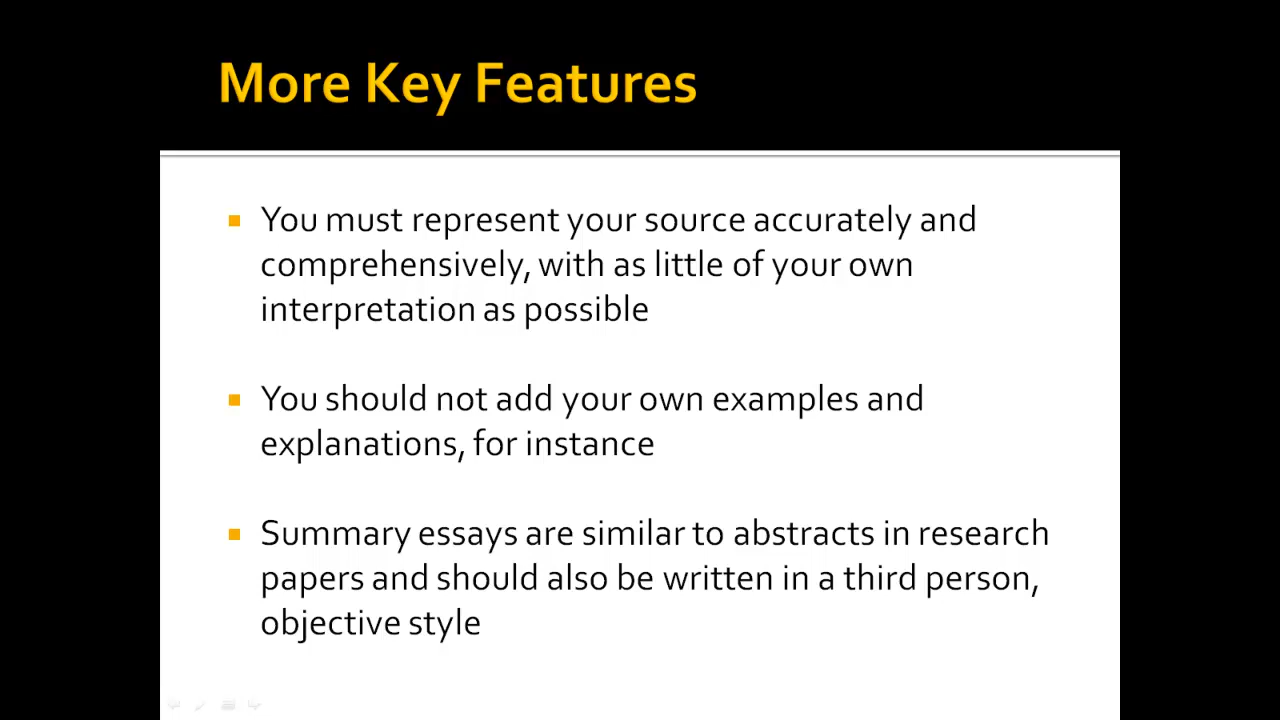 More Key Features
You must represent your source accurately and
comprehensively, with as little of your own
interpretation as possible
You should not add your own examples and
explanations, for instance
Summary essays are similar to abstracts in research
papers and should also be written in a third person,
objective style